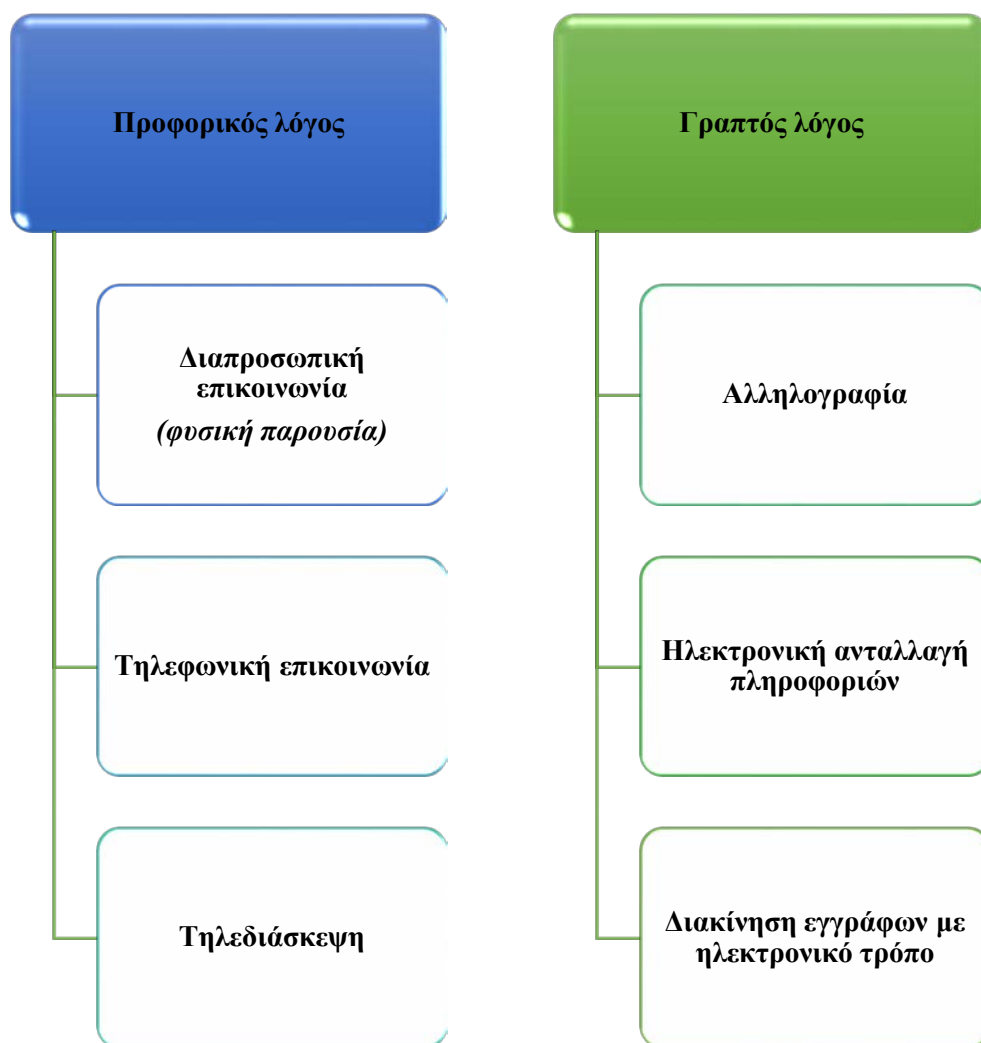 Προφορικός λόγος
Διαπροσωπική
επικοινωνία
(φυσική παρουσία)
Τηλεφωνική επικοινωνία
Τηλεδιάσκεψη
Γραπτός λόγος
Αλληλογραφία
Ηλεκτρονική ανταλλαγή
πληροφοριών
Διακίνηση εγγράφων με
ηλεκτρονικό τρόπο